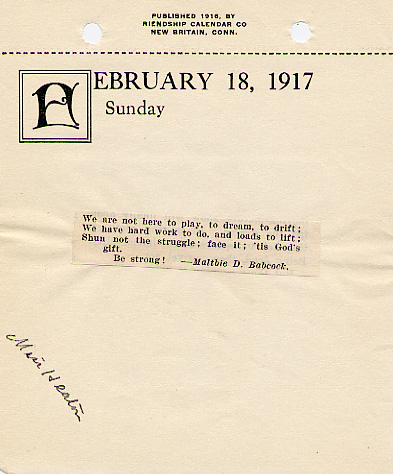 PUBLISHED 1916, BY
RIENDSHIP CALENDAR CO
NEW BRITAIN, CONN.
FEBRUARY 18, 1917
Sunday
We are not here to play, to dream, to drift;
We have hard work to do, and loads to lift;
Shun not the struggle; face it; 'tis God's
gift.
Be strong! —Maltbie D. Babcock.
Miss Heaton